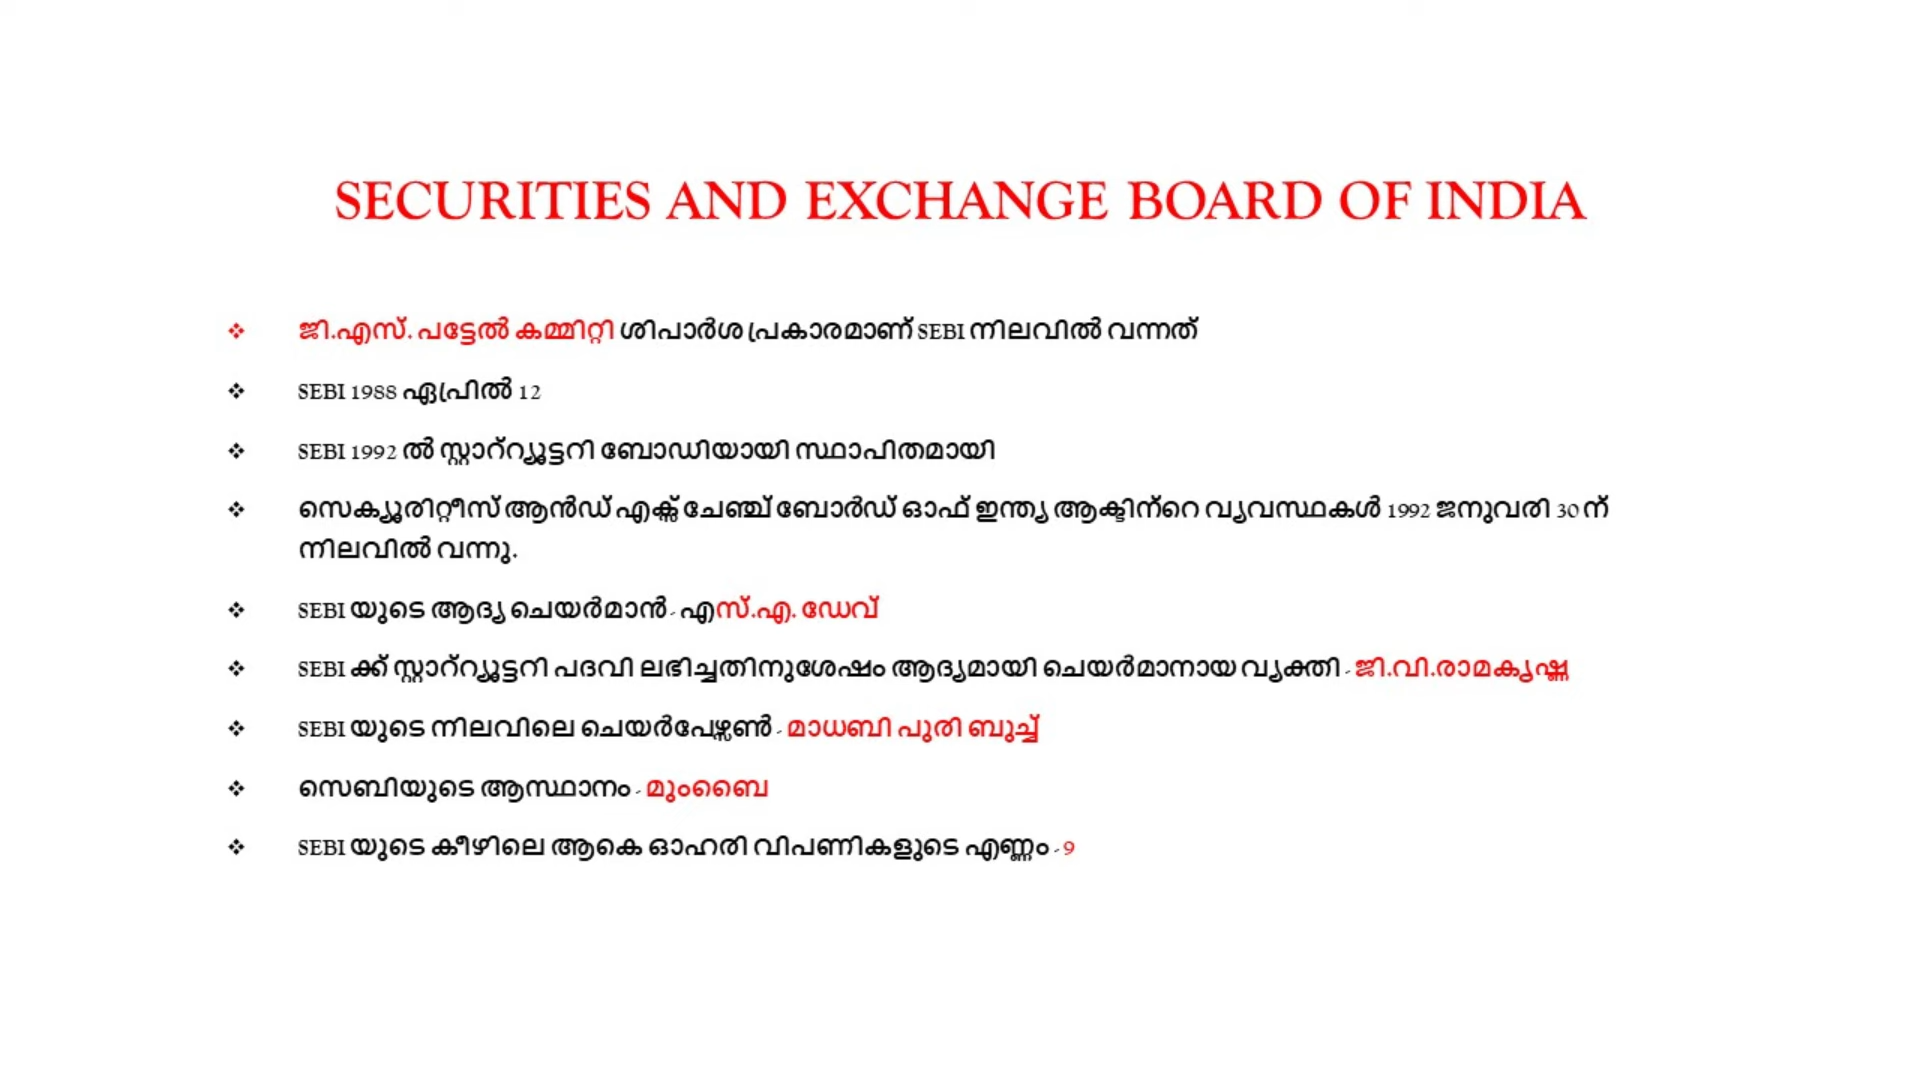 SECURITIES AND EXCHANGE BOARD OF INDIA
❖ ജി.എസ്. പട്ടേൽ കമ്മിറ്റി ശിപാർശ പ്രകാരമാണ് SEBI നിലവിൽ വന്നത്
❖ SEBI 1988 ഏപ്രിൽ 12
❖ SEBI 1992 ൽ സ്റ്റാറ്റ്യൂട്ടറി ബോഡിയായി സ്ഥാപിതമായി
❖ സെക്യൂരിറ്റീസ് ആൻഡ് എക്സ്ചേഞ്ച് ബോർഡ് ഓഫ് ഇന്ത്യ ആക്ടിന്റെ വ്യവസ്ഥകൾ 1992 ജനുവരി 30 ന്
നിലവിൽ വന്നു.
❖ SEBI യുടെ ആദ്യ ചെയർമാൻ - എസ്.എ. ഡേവ്
❖ SEBI ക്ക് സ്റ്റാറ്റ്യൂട്ടറി പദവി ലഭിച്ചതിനുശേഷം ആദ്യമായി ചെയർമാനായ വ്യക്തി - ജി.വി.രാമകൃഷ്ണ
❖ SEBI യുടെ നിലവിലെ ചെയർപേഴ്സൺ - മാധബി പുരി ബുച്ച്
❖ സെബിയുടെ ആസ്ഥാനം - മുംബൈ
❖ SEBI യുടെ കീഴിലെ ആകെ ഓഹരി വിപണികളുടെ എണ്ണം - 9